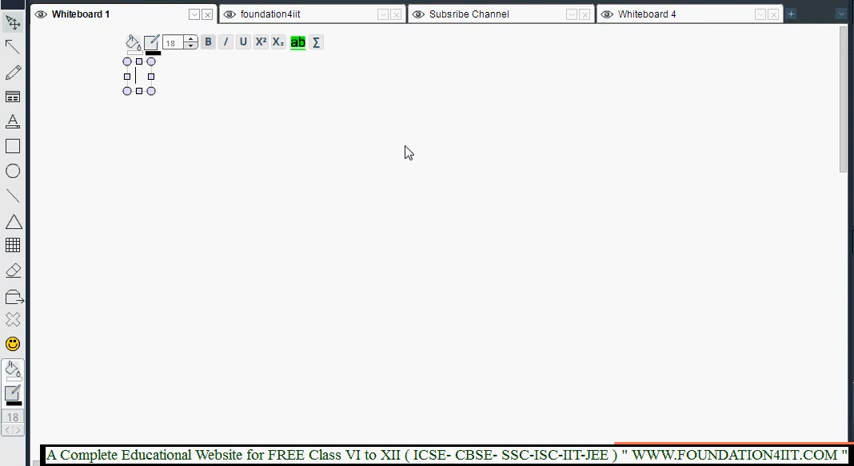 Whiteboard 1 foundation4iit Subsribe Channel Whiteboard 4
18 B I U X² X₂ ab Σ
A
18
A Complete Educational Website for FREE Class VI to XII ( ICSE- CBSE- SSC-ISC-IIT-JEE ) " WWW.FOUNDATION4IIT.COM "